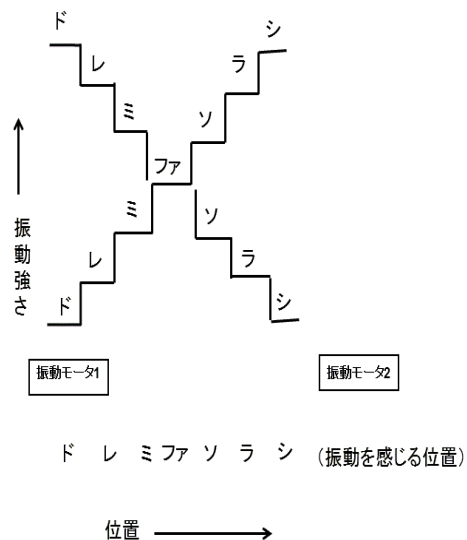 ド シ
レ ラ
ミ ソ
ファ
ミ ソ
レ ラ
ド シ
振動強さ
振動モータ1 振動モータ2
ド レ ミ ファ ソ ラ シ (振動を感じる位置)
位置